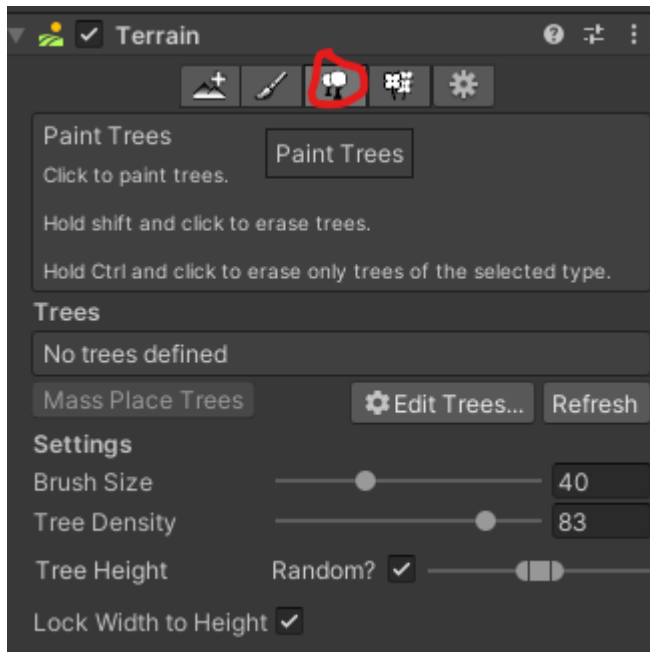 Terrain
Paint Trees
Paint Trees
Click to paint trees.
Hold shift and click to erase trees.
Hold Ctrl and click to erase only trees of the selected type.
Trees
No trees defined
Mass Place Trees Edit Trees... Refresh
Settings
Brush Size 40
Tree Density 83
Tree Height Random?
Lock Width to Height